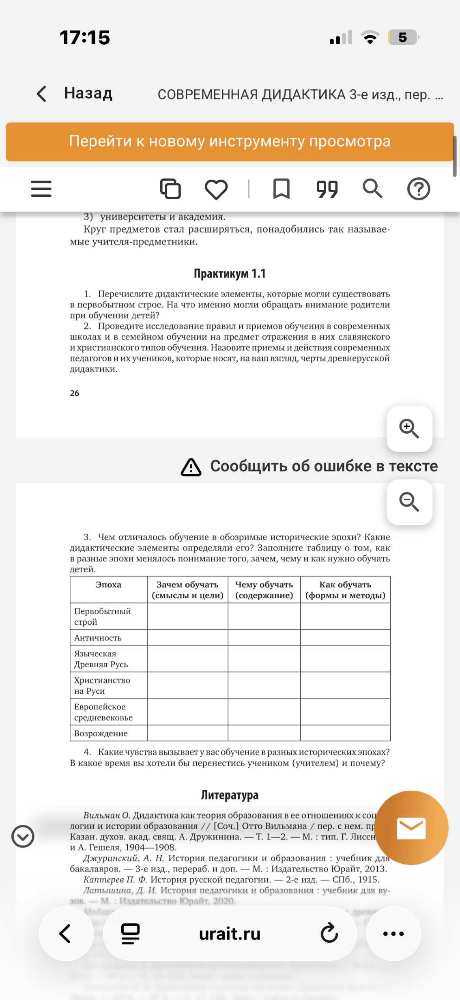 17:15
5
Назад
СОВРЕМЕННАЯ ДИДАКТИКА 3-е изд., пер. ...
Перейти к новому инструменту просмотра
3) университеты и академия.
Круг предметов стал расширяться, понадобились так называе-
мые учителя-предметники.
Практикум 1.1
1. Перечислите дидактические элементы, которые могли существовать
в первобытном строе. На что именно могли обращать внимание родители
при обучении детей?
2. Проведите исследование правил и приемов обучения в современных
школах и в семейном обучении на предмет отражения в них славянского
и христианского типов обучения. Назовите приемы и действия современных
педагогов и их учеников, которые носят, на ваш взгляд, черты древнерусской
дидактики.
26
Сообщить об ошибке в тексте
3. Чем отличалось обучение в обозримые исторические эпохи? Какие
дидактические элементы определяли его? Заполните таблицу о том, как
в разные эпохи менялось понимание того, зачем, чему и как нужно обучать
детей.
Эпоха
Зачем обучать
(смыслы и цели)
Чему обучать
(содержание)
Как обучать
(формы и методы)
Первобытный
строй
Античность
Языческая
Древняя Русь
Христианство
на Руси
Европейское
средневековье
Возрождение
4. Какие чувства вызывает у вас обучение в разных исторических эпохах?
В какое время вы хотели бы перенестись учеником (учителем) и почему?
Литература
Вильман О. Дидактика как теория образования в ее отношениях к соц
логии и истории образования // [Соч.] Отто Вильмана / пер. с нем. пр
Казан. духов. акад. свящ. А. Дружинина. — Т. 1—2. — М. : тип. Г. Лиссн
и А. Гешеля, 1904—1908.
Джуринский, А. Н. История педагогики и образования : учебник для
бакалавров. — 3-е изд., перераб. и доп. — М. : Издательство Юрайт, 2013.
Каптерев П. Ф. История русской педагогии. — 2-е изд. — СПб., 1915.
Латышина, Д. И. История педагогики и образования : учебник для ву-
зов. — М. : Издательство Юрайт, 2020.
urait.ru